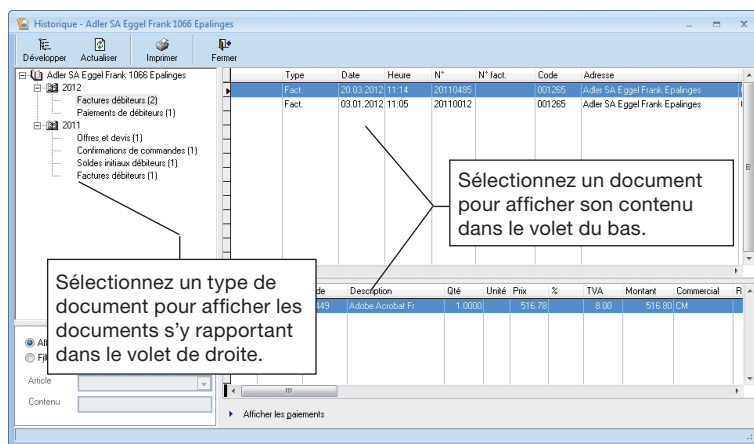 Historique - Adler SA Eggel Frank 1066 Epalinges
Développer Actualiser Imprimer Fermer
Adler SA Eggel Frank 1066 Epalinges
2012
Factures débiteurs (2)
Paiements de débiteurs (1)
2011
Offres et devis (1)
Confirmations de commandes (1)
Soldes initiaux débiteurs (1)
Factures débiteurs (1)
Type Date Heure N° N° fact. Code Adresse
Fact. 20.03.2012 11:14 20110485 001265 Adler SA Eggel Frank Epalinges
Fact. 03.01.2012 11:05 20110012 001265 Adler SA Eggel Frank Epalinges
Sélectionnez un document
pour afficher son contenu
dans le volet du bas.
Sélectionnez un type de
document pour afficher les
documents s'y rapportant
dans le volet de droite.
de Description Qté Unité Prix % TVA Montant Commercial R
449 Adobe Acrobat Fr 1.0000 516.78 8.00 516.80 CM
Article
Contenu
Afficher les paiements